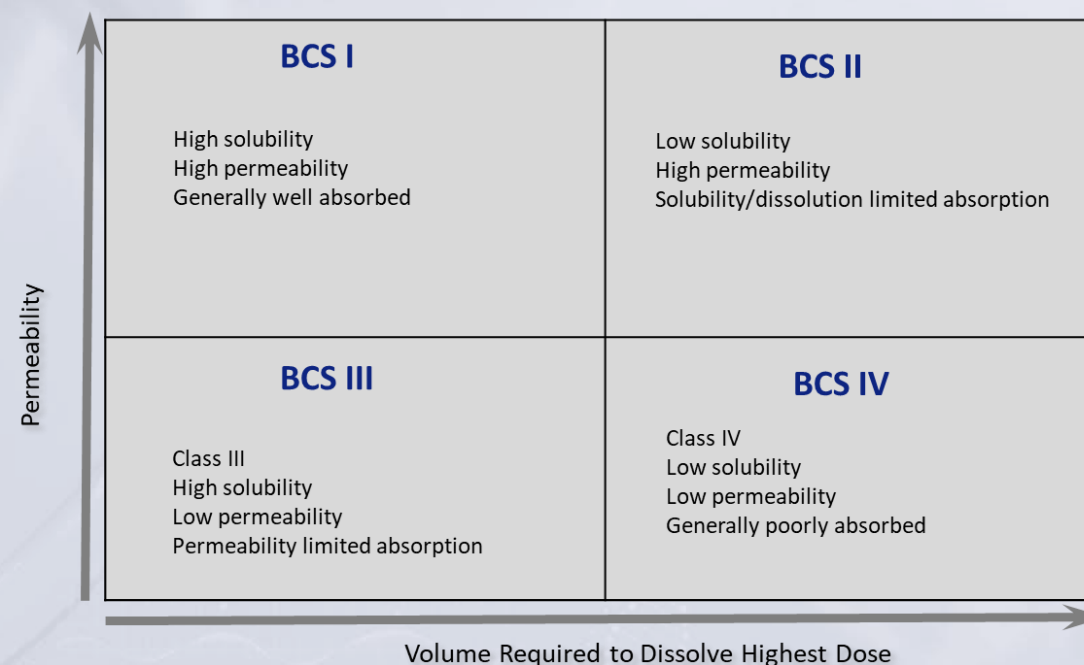 BCS I
High solubility
High permeability
Generally well absorbed
BCS II
Low solubility
High permeability
Solubility/dissolution limited absorption
Permeability
BCS III
Class III
High solubility
Low permeability
Permeability limited absorption
BCS IV
Class IV
Low solubility
Low permeability
Generally poorly absorbed
Volume Required to Dissolve Highest Dose